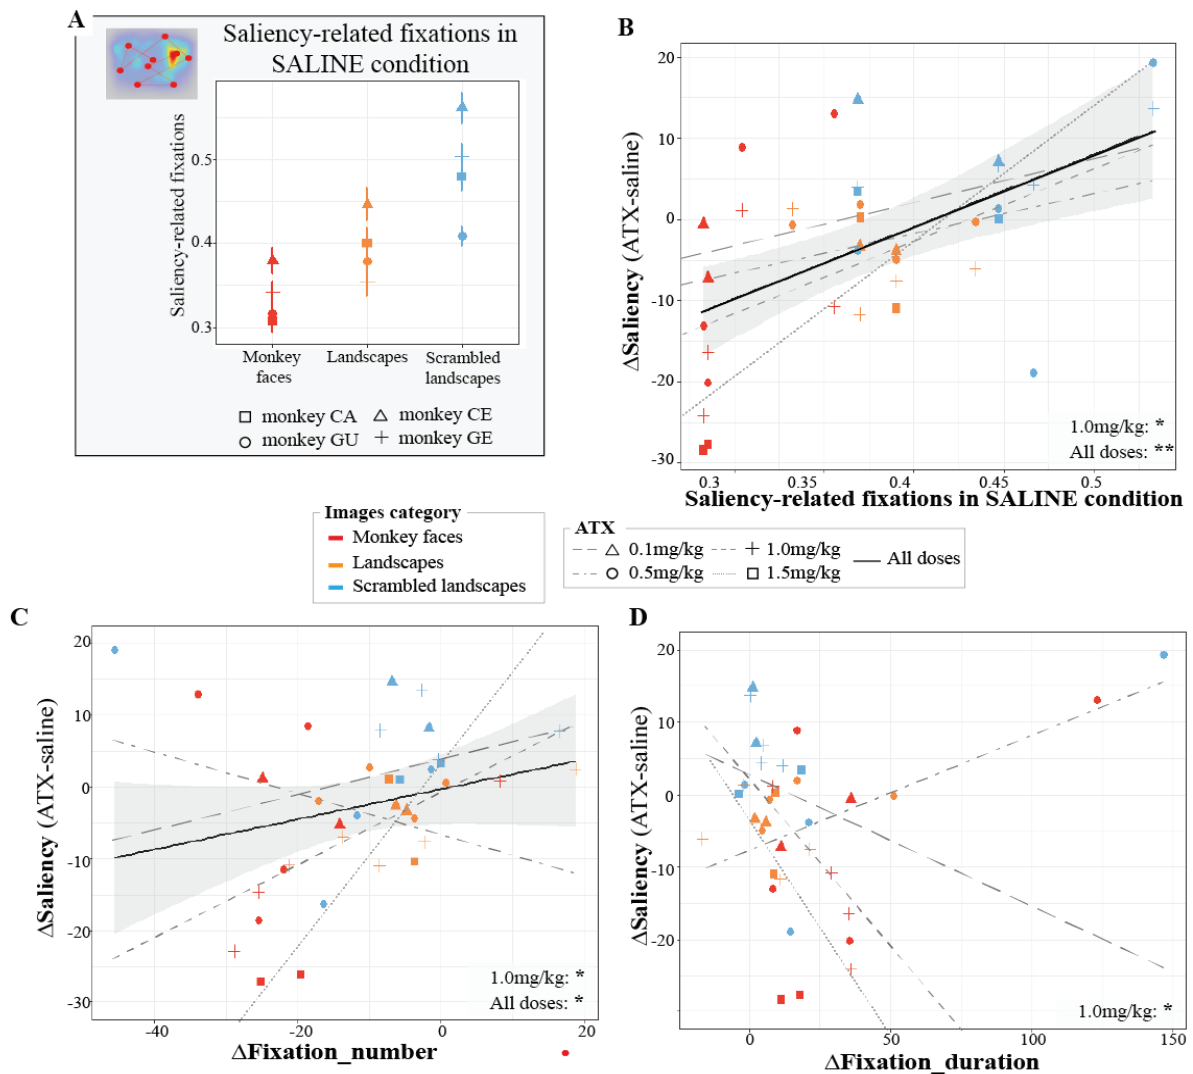 A
Saliency-related fixations in
SALINE condition
Saliency-related fixations
0.5
0.4
0.3
Monkey
faces
Landscapes
Scrambled
landscapes
monkey CA
monkey CE
monkey GU
monkey GE
B
ΔSaliency (ATX-saline)
20
10
0
-10
-20
-30
1.0mg/kg: *
All doses: **
0.3
0.35
0.4
0.45
0.5
Saliency-related fixations in SALINE condition
Images category
Monkey faces
Landscapes
Scrambled landscapes
ATX
0.1mg/kg
1.0mg/kg
All doses
0.5mg/kg
1.5mg/kg
C
ΔSaliency (ATX-saline)
20
10
0
-10
-20
-30
1.0mg/kg: *
All doses: *
-40
-20
0
20
ΔFixation_number
D
ΔSaliency (ATX-saline)
20
10
0
-20
1.0mg/kg: *
0
50
100
150
ΔFixation_duration